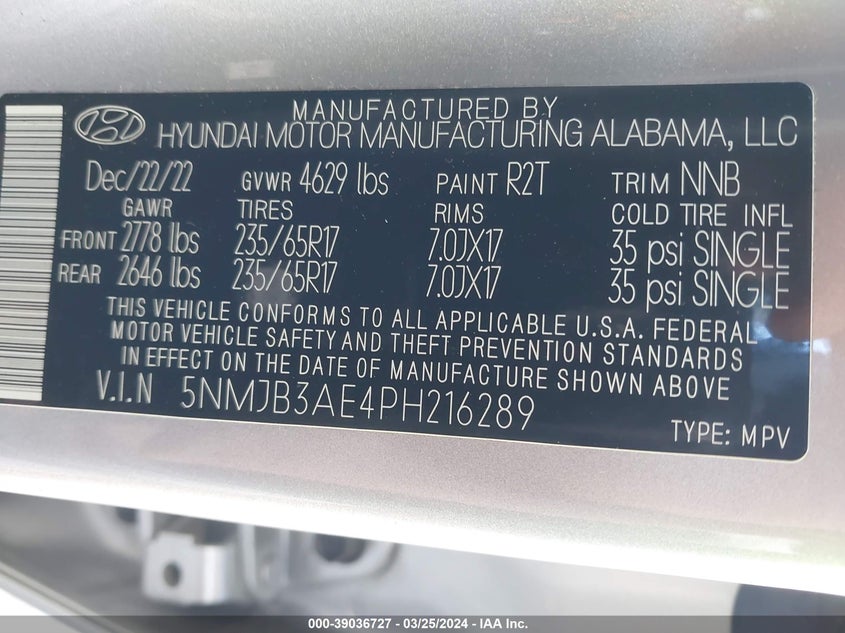 MANUFACTURED BY
HYUNDAI MOTOR MANUFACTURING ALABAMA, LLC
Dec/22/22 GVWR 4629 lbs PAINT R2T TRIM NNB
GAWR TIRES RIMS COLD TIRE INFL
FRONT 2778 lbs 235/65R17 7.0JX17 35 psi SINGLE
REAR 2646 lbs 235/65R17 7.0JX17 35 psi SINGLE
THIS VEHICLE CONFORMS TO ALL APPLICABLE U.S.A. FEDERAL
MOTOR VEHICLE SAFETY AND THEFT PREVENTION STANDARDS
IN EFFECT ON THE DATE OF MANUFACTURE SHOWN ABOVE.
V.I.N 5NMJB3AE4PH216289
TYPE: MPV
000-39036727 - 03/25/2024 - IAA Inc.